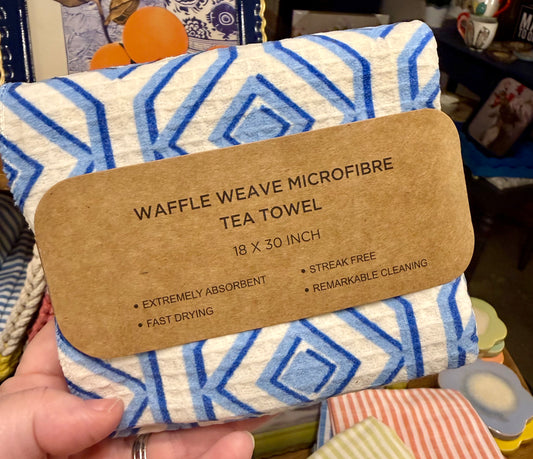 WAFFLE WEAVE MICROFIBRE
TEA TOWEL
18 X 30 INCH
• EXTREMELY ABSORBENT
• FAST DRYING
• STREAK FREE
• REMARKABLE CLEANING